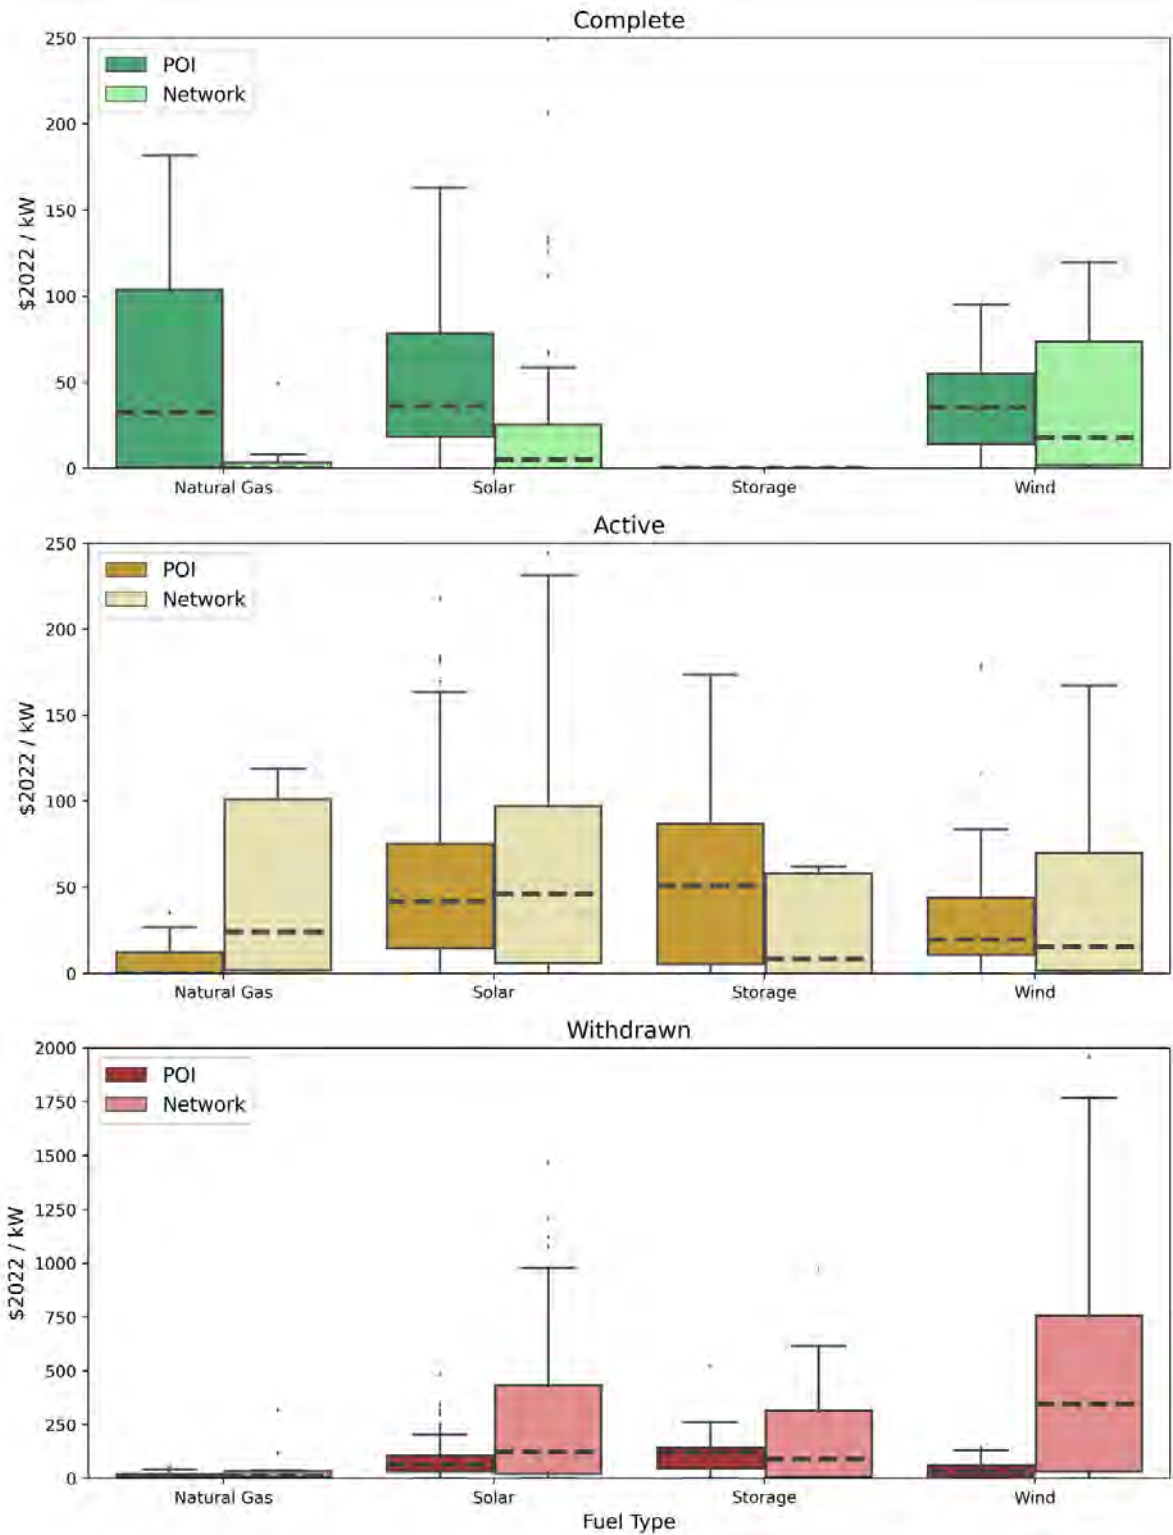 Complete
250
200
150
100
50
0
$2022 / kW
POI
Network
Natural Gas
Solar
Storage
Wind
Active
250
200
150
100
50
0
$2022 / kW
POI
Network
Natural Gas
Solar
Storage
Wind
Withdrawn
2000
1750
1500
1250
1000
750
500
250
0
$2022 / kW
POI
Network
Natural Gas
Solar
Storage
Wind
Fuel Type